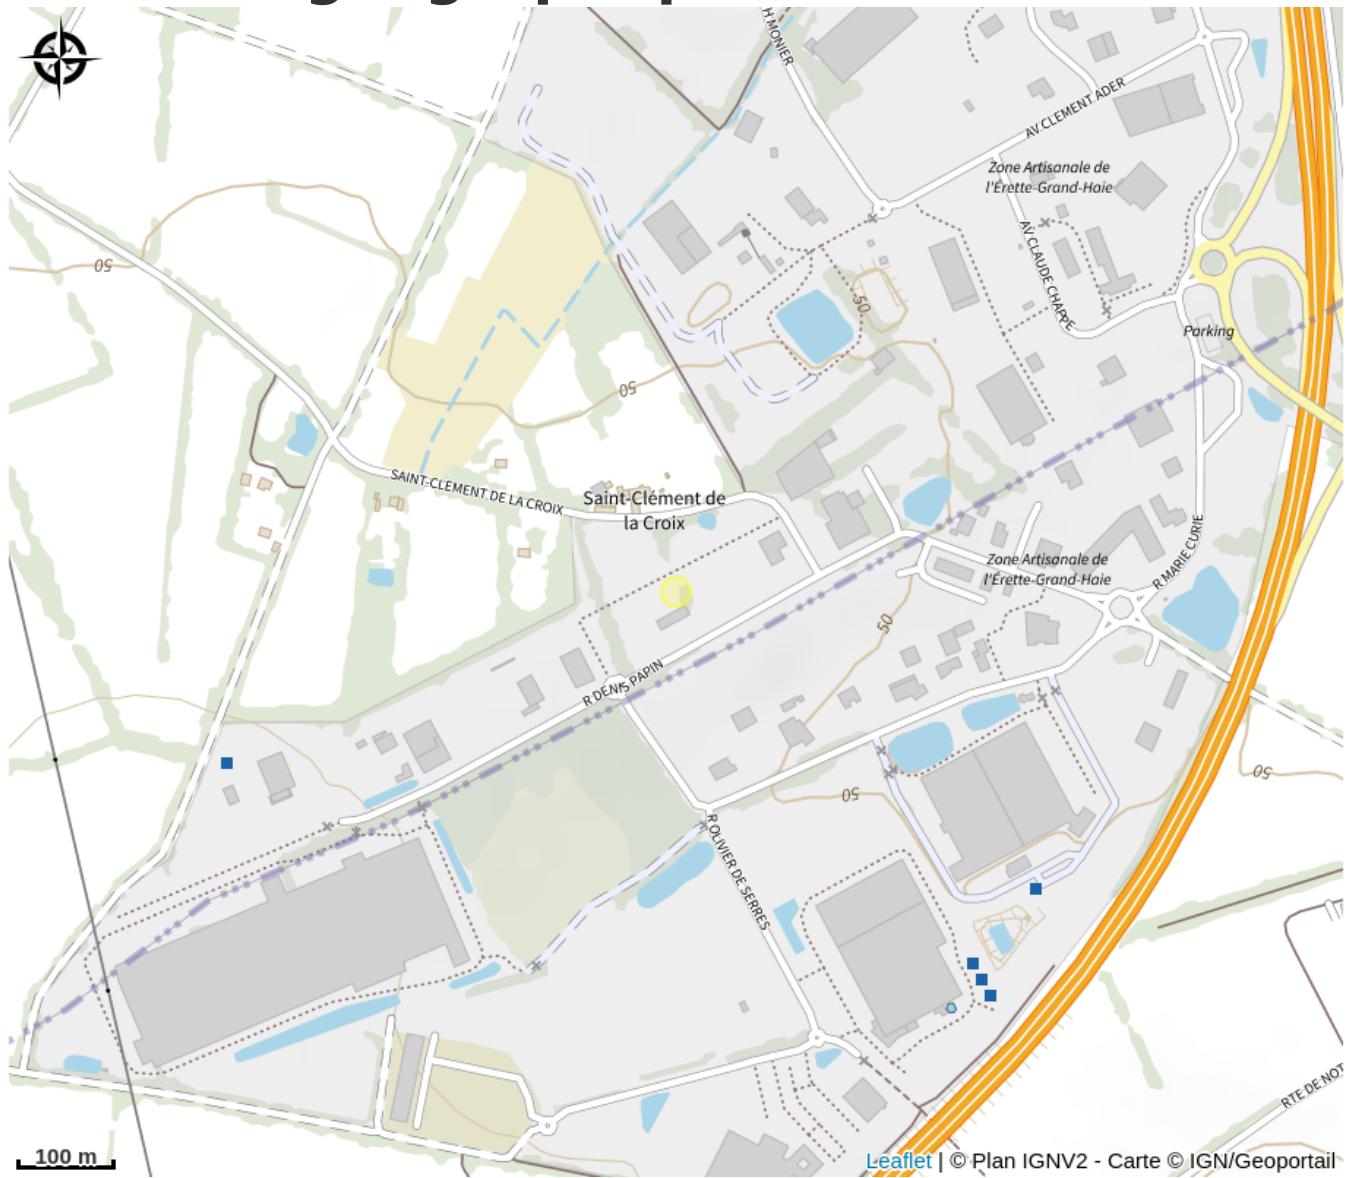 H MONIER
AV CLEMENT ADER
Zone Artisanale de
l'Érette-Grand-Haie
AV CLAUDE CHAPPE
50
50
50
Parking
SAINT-CLEMENT DE LA CROIX
Saint-Clément de
la Croix
R MARIE CURIE
Zone Artisanale de
l'Érette-Grand-Haie
50
R DENIS PAPIN
50
50
R OLIVIER DE SERRES
RTE DE NOT
100 m
Leaflet | © Plan IGNV2 - Carte © IGN/Geoportail